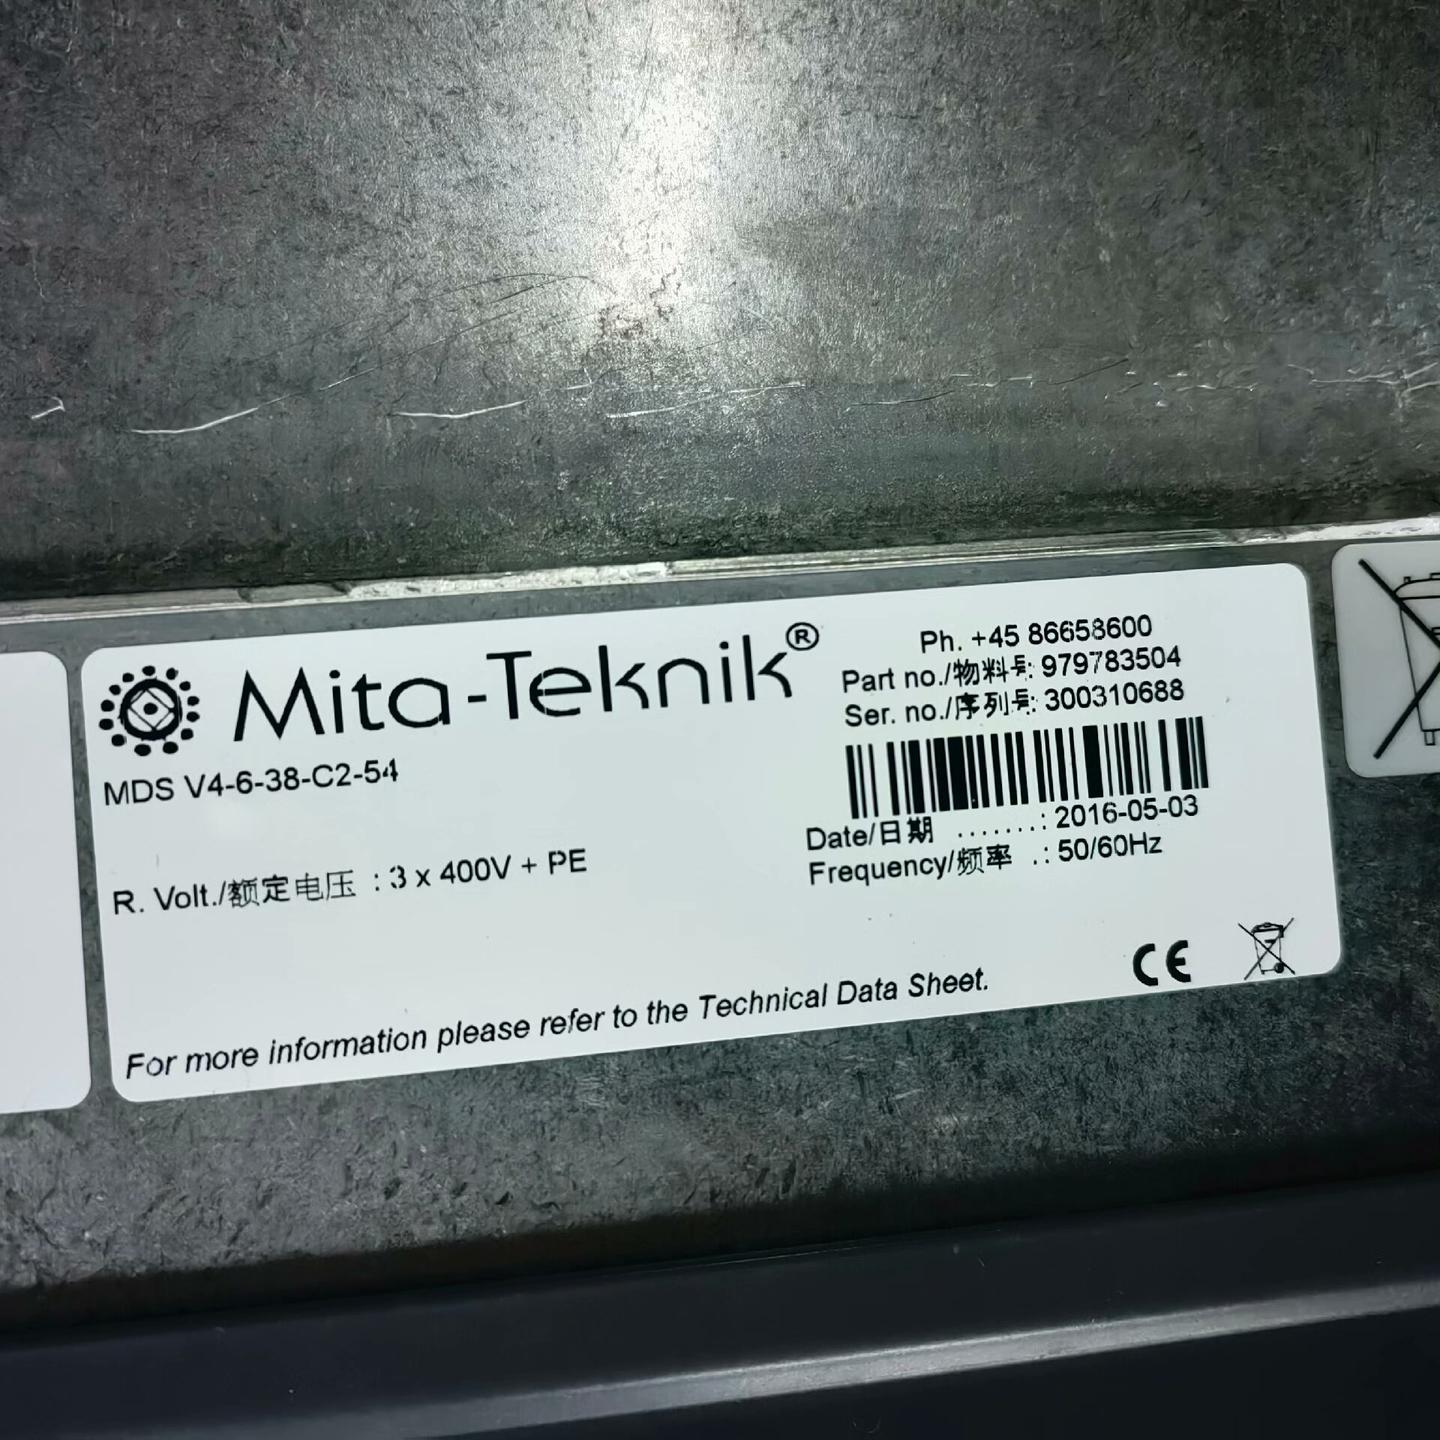 Mita-Teknik®
MDS V4-6-38-C2-54
R. Volt./额定电压 : 3 x 400V + PE
Ph. +45 86658600
Part no./物料号: 979783504
Ser. no./序列号: 300310688
Date/日期 ........: 2016-05-03
Frequency/频率 .: 50/60Hz
CE
For more information please refer to the Technical Data Sheet.